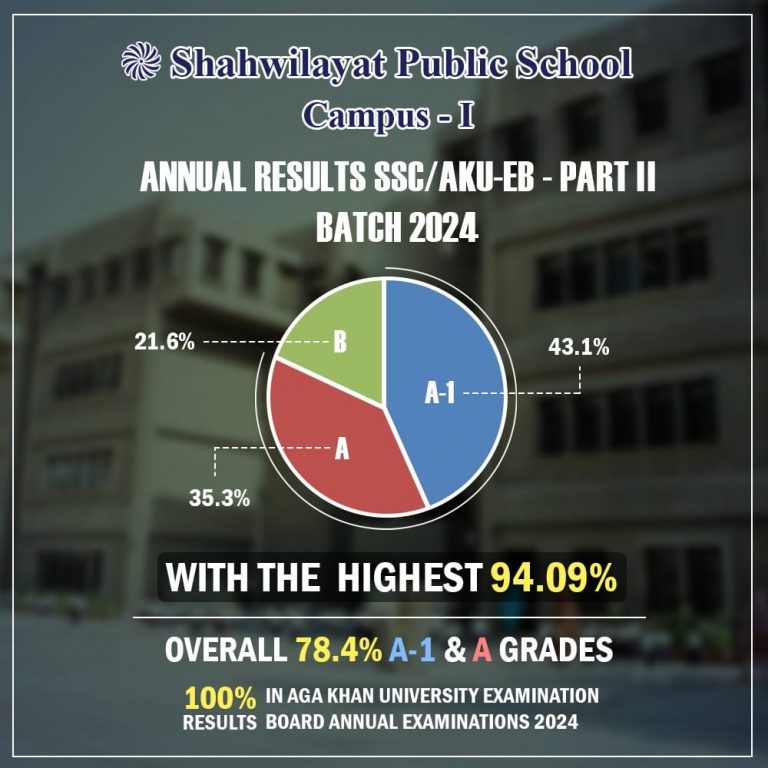 Shahwilayat Public School
Campus - I
ANNUAL RESULTS SSC/AKU-EB - PART II
BATCH 2024
21.6%
B
43.1%
A-1
A
35.3%
WITH THE HIGHEST 94.09%
OVERALL 78.4% A-1 & A GRADES
100% IN AGA KHAN UNIVERSITY EXAMINATION
RESULTS BOARD ANNUAL EXAMINATIONS 2024